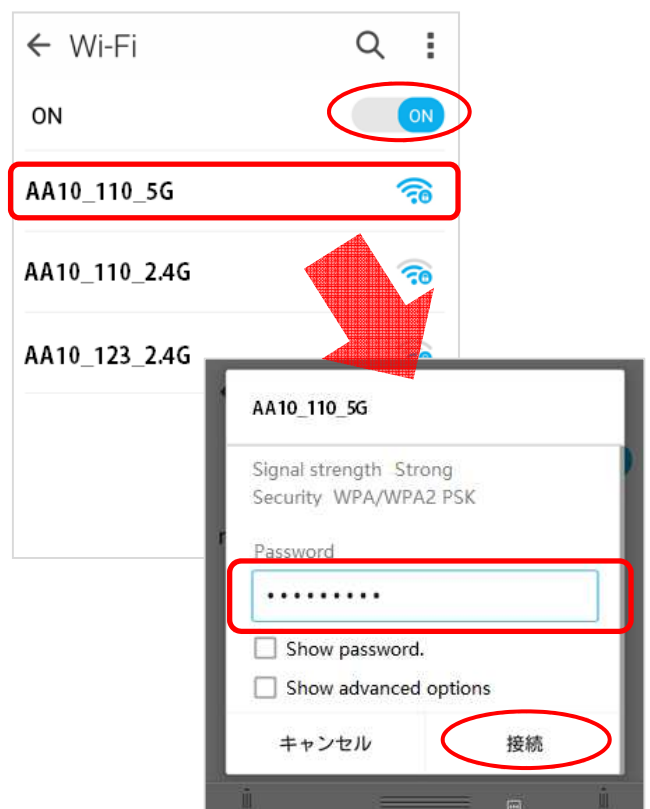 Wi-Fi
ON
ON
AA10_110_5G
AA10_110_2.4G
AA10_123_2.4G
AA10_110_5G
Signal strength Strong
Security WPA/WPA2 PSK
Password
•••••••••
Show password.
Show advanced options
キャンセル
接続